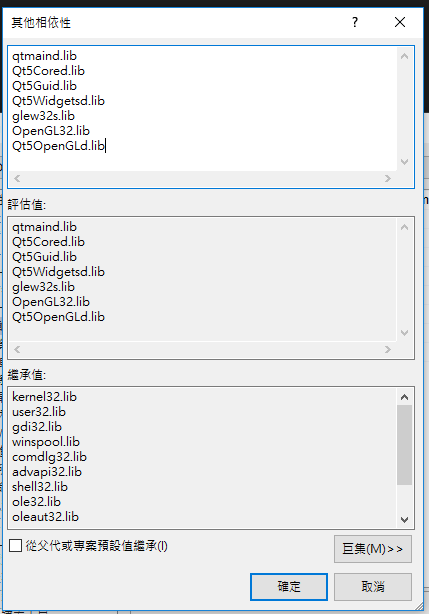 其他相依性
qtmaind.lib
Qt5Cored.lib
Qt5Guid.lib
Qt5Widgetsd.lib
glew32s.lib
OpenGL32.lib
Qt5OpenGLd.lib
評估值:
qtmaind.lib
Qt5Cored.lib
Qt5Guid.lib
Qt5Widgetsd.lib
glew32s.lib
OpenGL32.lib
Qt5OpenGLd.lib
繼承值:
kernel32.lib
user32.lib
gdi32.lib
winspool.lib
comdlg32.lib
advapi32.lib
shell32.lib
ole32.lib
oleaut32.lib
從父代或專案預設值繼承(I)
巨集(M)>>
確定
取消